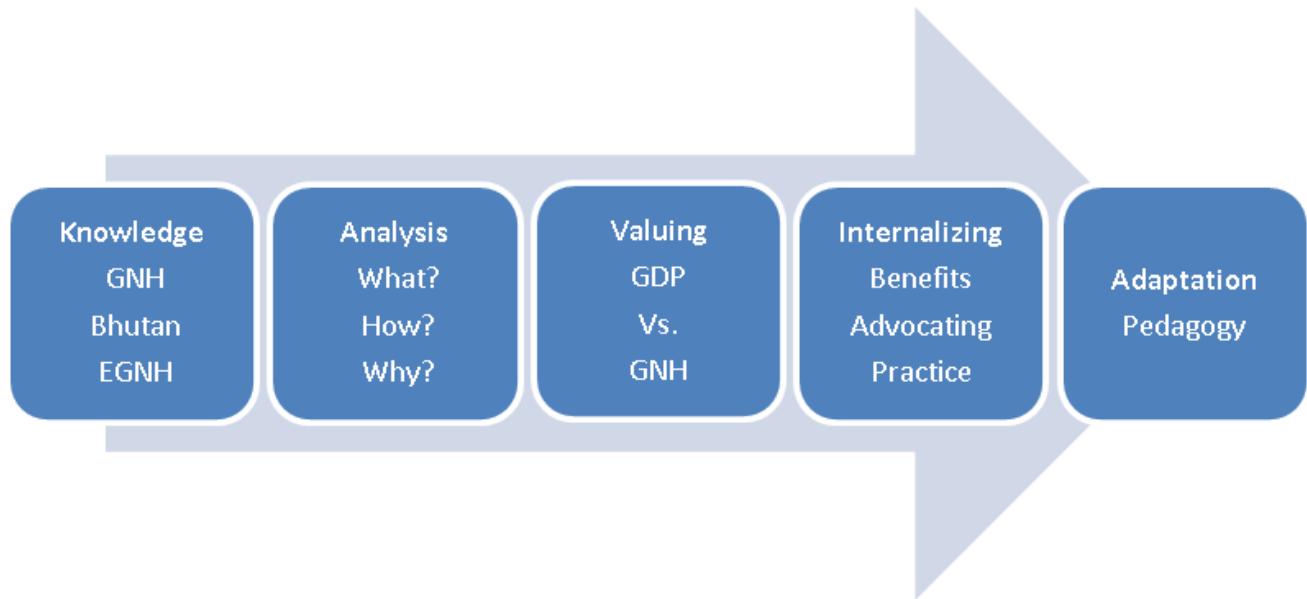 Knowledge
GNH
Bhutan
EGNH
Analysis
What?
How?
Why?
Valuing
GDP
Vs.
GNH
Internalizing
Benefits
Advocating
Practice
Adaptation
Pedagogy